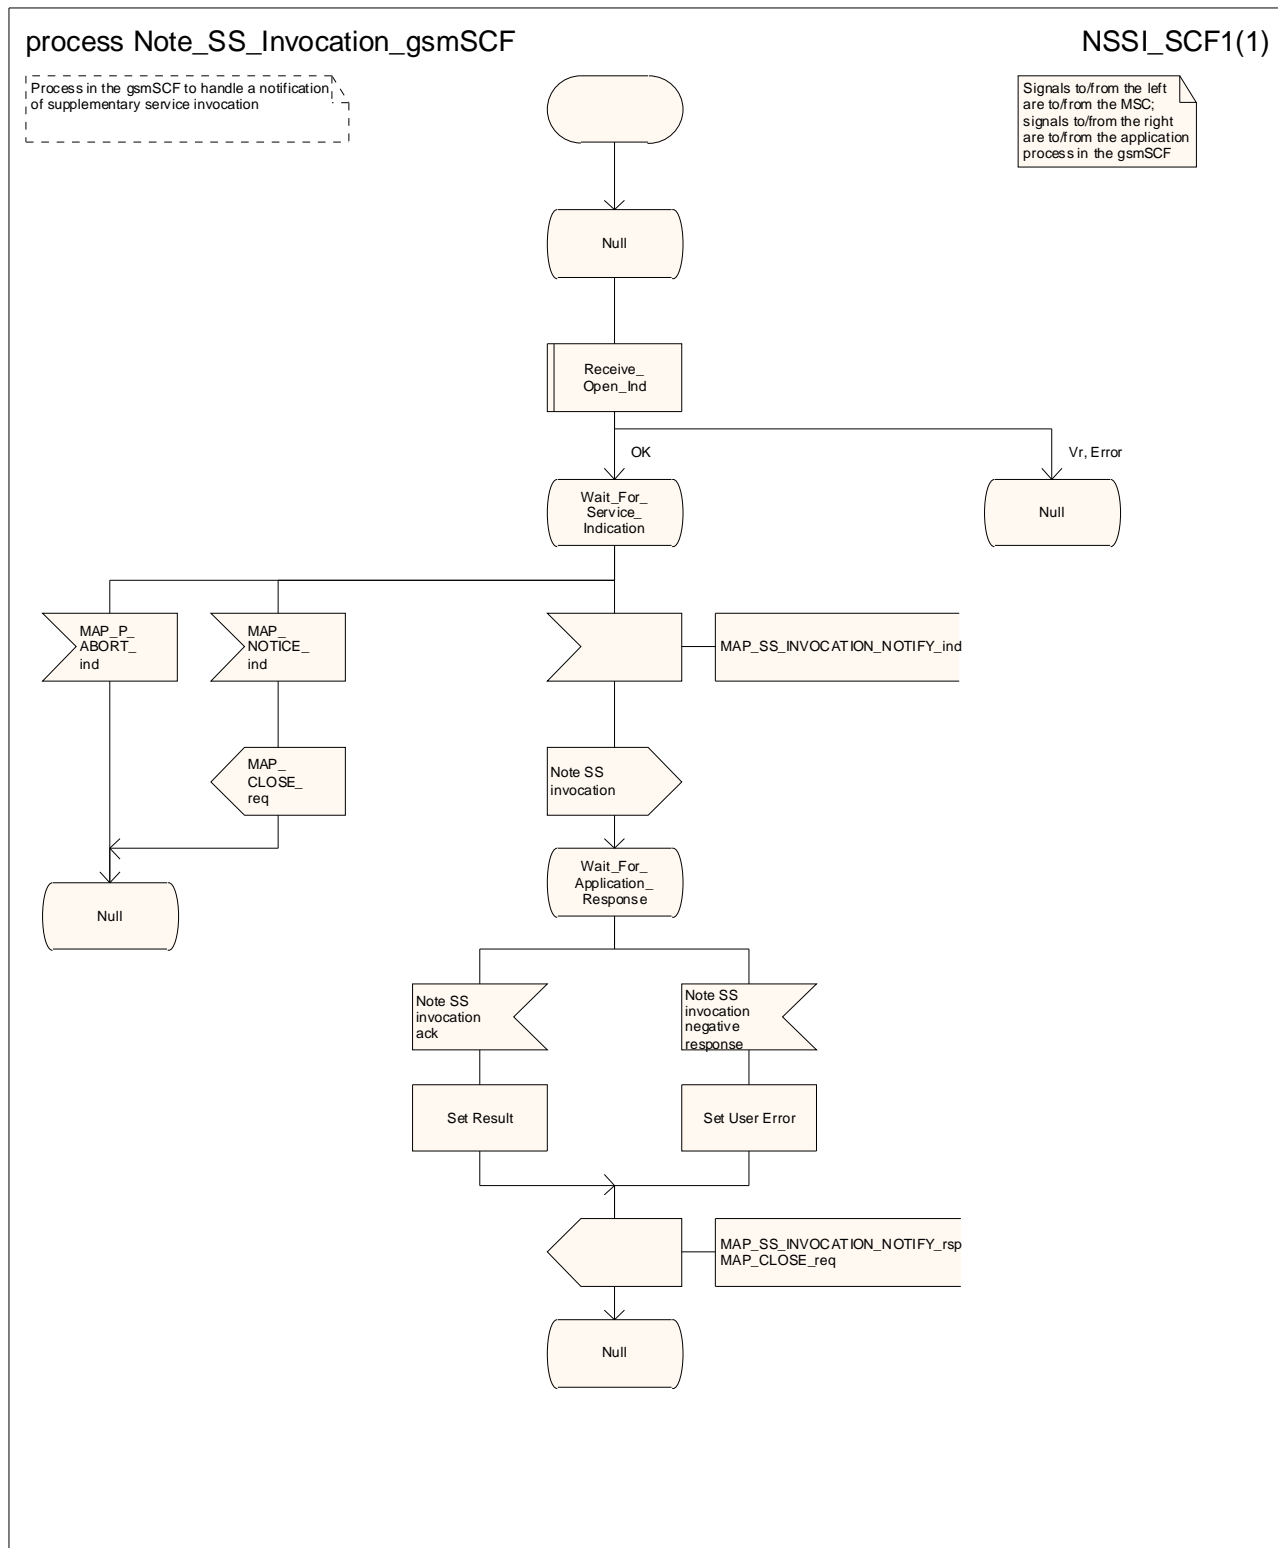 process Note_SS_Invocation_gsmSCF
NSSI_SCF1(1)
Process in the gsmSCF to handle a notification
of supplementary service invocation
Signals to/from the left
are to/from the MSC;
signals to/from the right
are to/from the application
process in the gsmSCF
Null
Receive_
Open_Ind
OK
Vr, Error
Wait_For_
Service_
Indication
Null
MAP_P_
ABORT_
ind
MAP_
NOTICE_
ind
MAP_SS_INVOCATION_NOTIFY_ind
MAP_
CLOSE_
req
Note SS
invocation
Wait_For_
Application_
Response
Null
Note SS
invocation
ack
Note SS
invocation
negative
response
Set Result
Set User Error
MAP_SS_INVOCATION_NOTIFY_rsp
MAP_CLOSE_req
Null